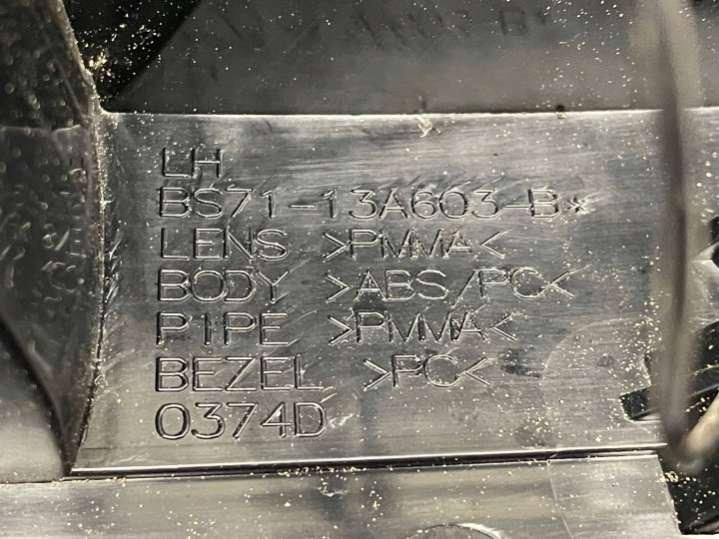 LH
BS71-13A603-B*
LENS >PMMA<
BODY >ABS/PC<
PIPE >PMMA<
BEZEL >PC<
0374D